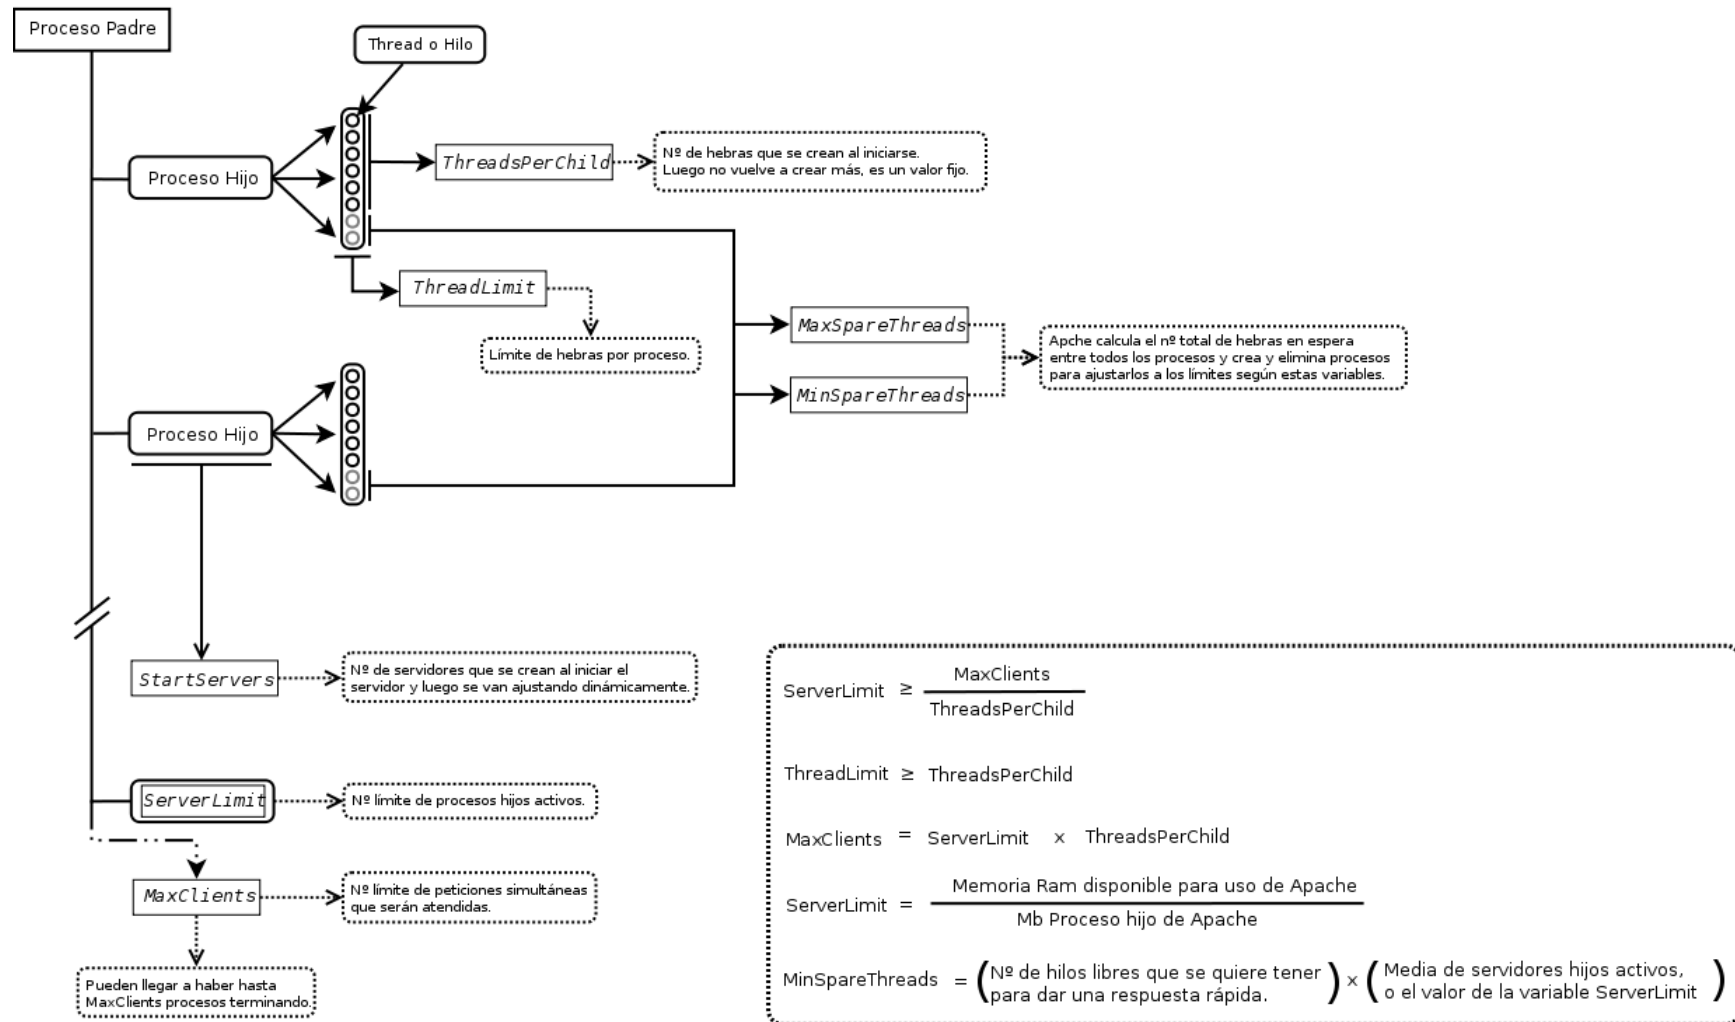 Proceso Padre
Thread o Hilo
Proceso Hijo
ThreadsPerChild
Nº de hebras que se crean al iniciarse.
Luego no vuelve a crear más, es un valor fijo.
ThreadLimit
Límite de hebras por proceso.
MaxSpareThreads
MinSpareThreads
Apche calcula el nº total de hebras en espera
entre todos los procesos y crea y elimina procesos
para ajustarlos a los límites según estas variables.
Proceso Hijo
StartServers
Nº de servidores que se crean al iniciar el
servidor y luego se van ajustando dinámicamente.
ServerLimit
Nº límite de procesos hijos activos.
MaxClients
Nº límite de peticiones simultáneas
que serán atendidas.
Pueden llegar a haber hasta
MaxClients procesos terminando.
ServerLimit ≥ MaxClients
ThreadsPerChild
ThreadLimit ≥ ThreadsPerChild
MaxClients = ServerLimit x ThreadsPerChild
ServerLimit = Memoria Ram disponible para uso de Apache
Mb Proceso hijo de Apache
MinSpareThreads = (Nº de hilos libres que se quiere tener
para dar una respuesta rápida.) x (Media de servidores hijos activos,
o el valor de la variable ServerLimit)